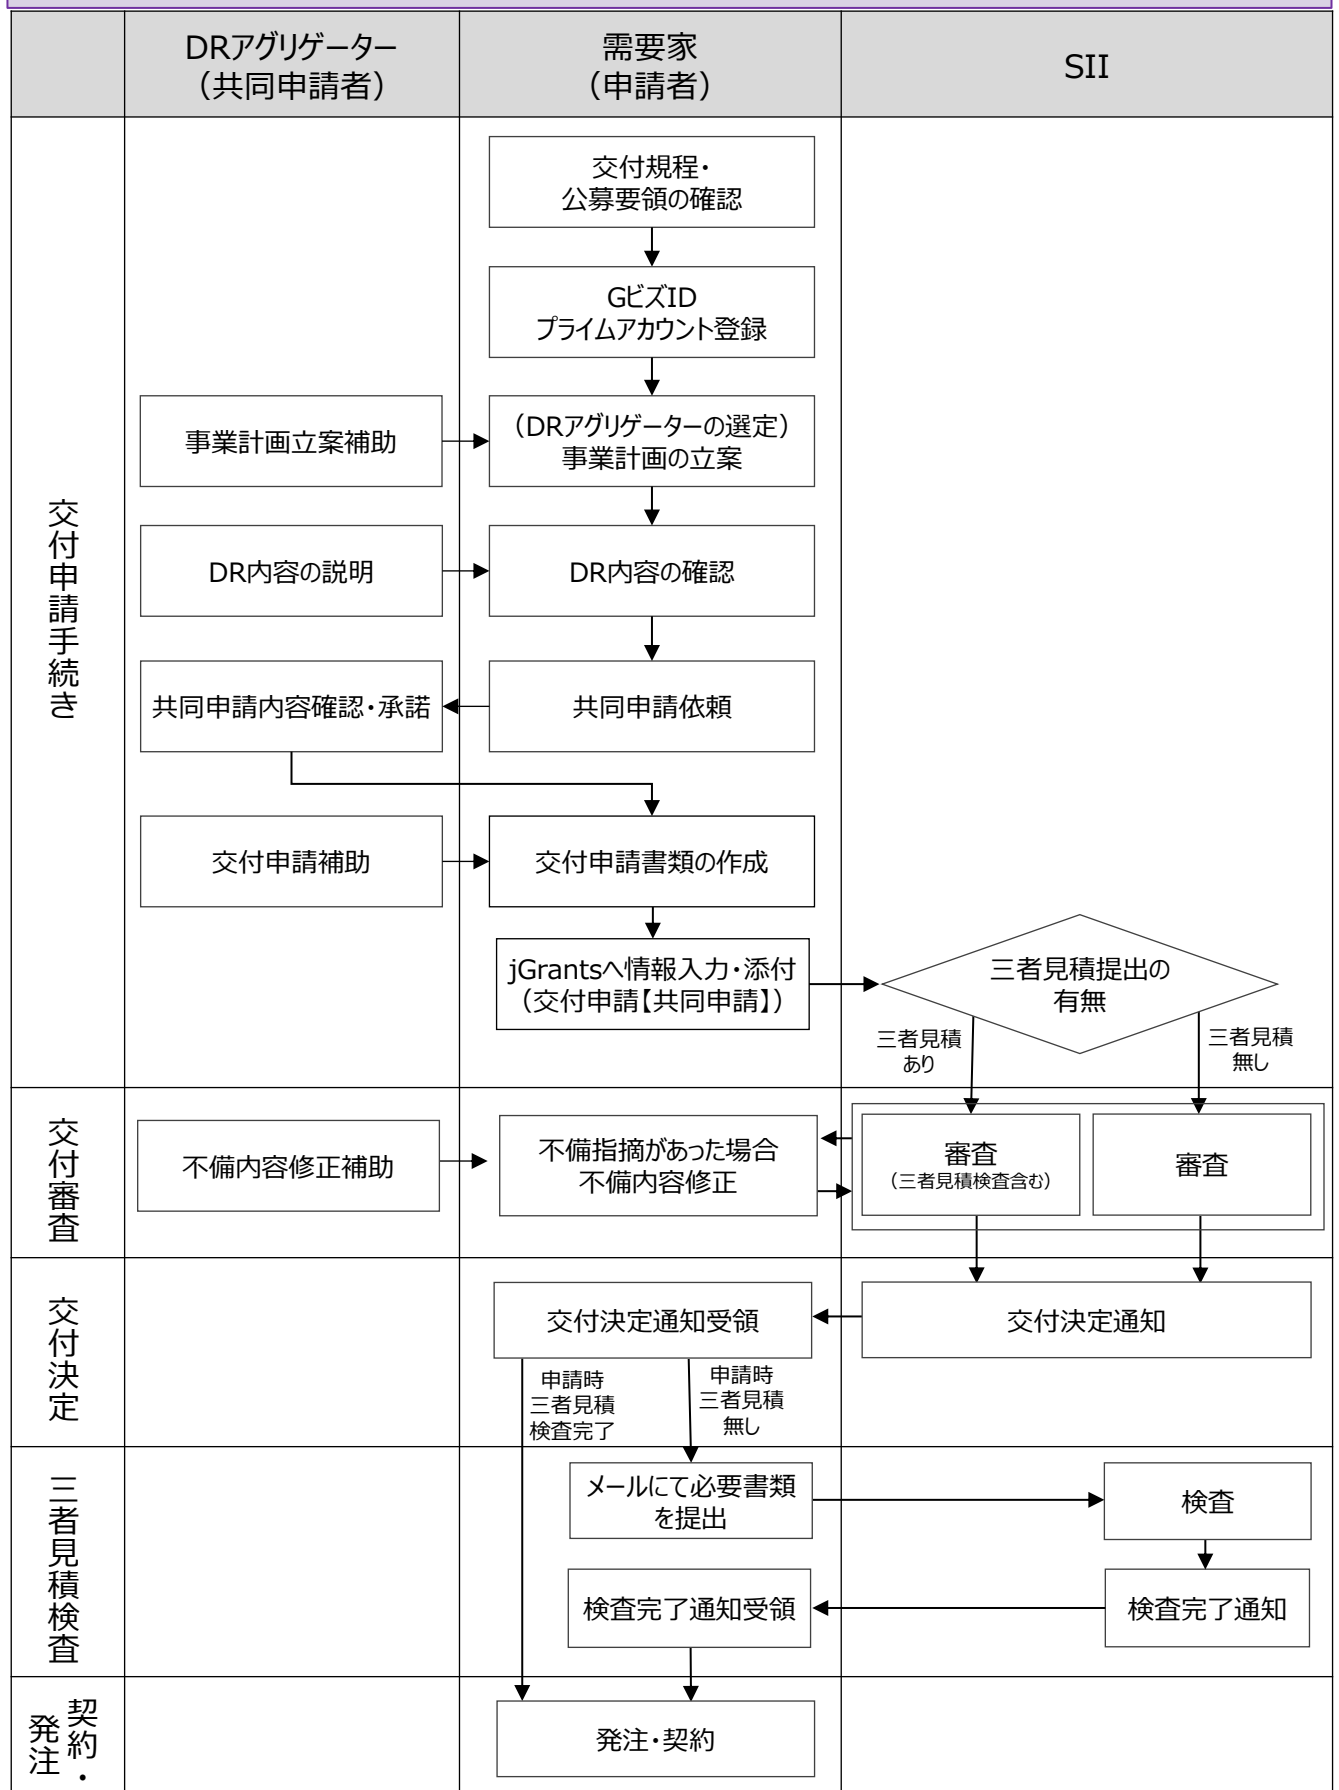 DRアグリゲーター
（共同申請者）
需要家
（申請者）
SII
交付申請手続き
交付規程・
公募要領の確認
GビズID
プライムアカウント登録
事業計画立案補助
（DRアグリゲーターの選定）
事業計画の立案
DR内容の説明
DR内容の確認
共同申請内容確認・承諾
共同申請依頼
交付申請補助
交付申請書類の作成
jGrantsへ情報入力・添付
（交付申請【共同申請】）
三者見積提出の
有無
三者見積
あり
三者見積
無し
交付審査
不備内容修正補助
不備指摘があった場合
不備内容修正
審査
（三者見積検査含む）
審査
交付決定
交付決定通知受領
交付決定通知
申請時
三者見積
検査完了
申請時
三者見積
無し
三者見積検査
メールにて必要書類
を提出
検査
検査完了通知受領
検査完了通知
契約・
発注
発注・契約